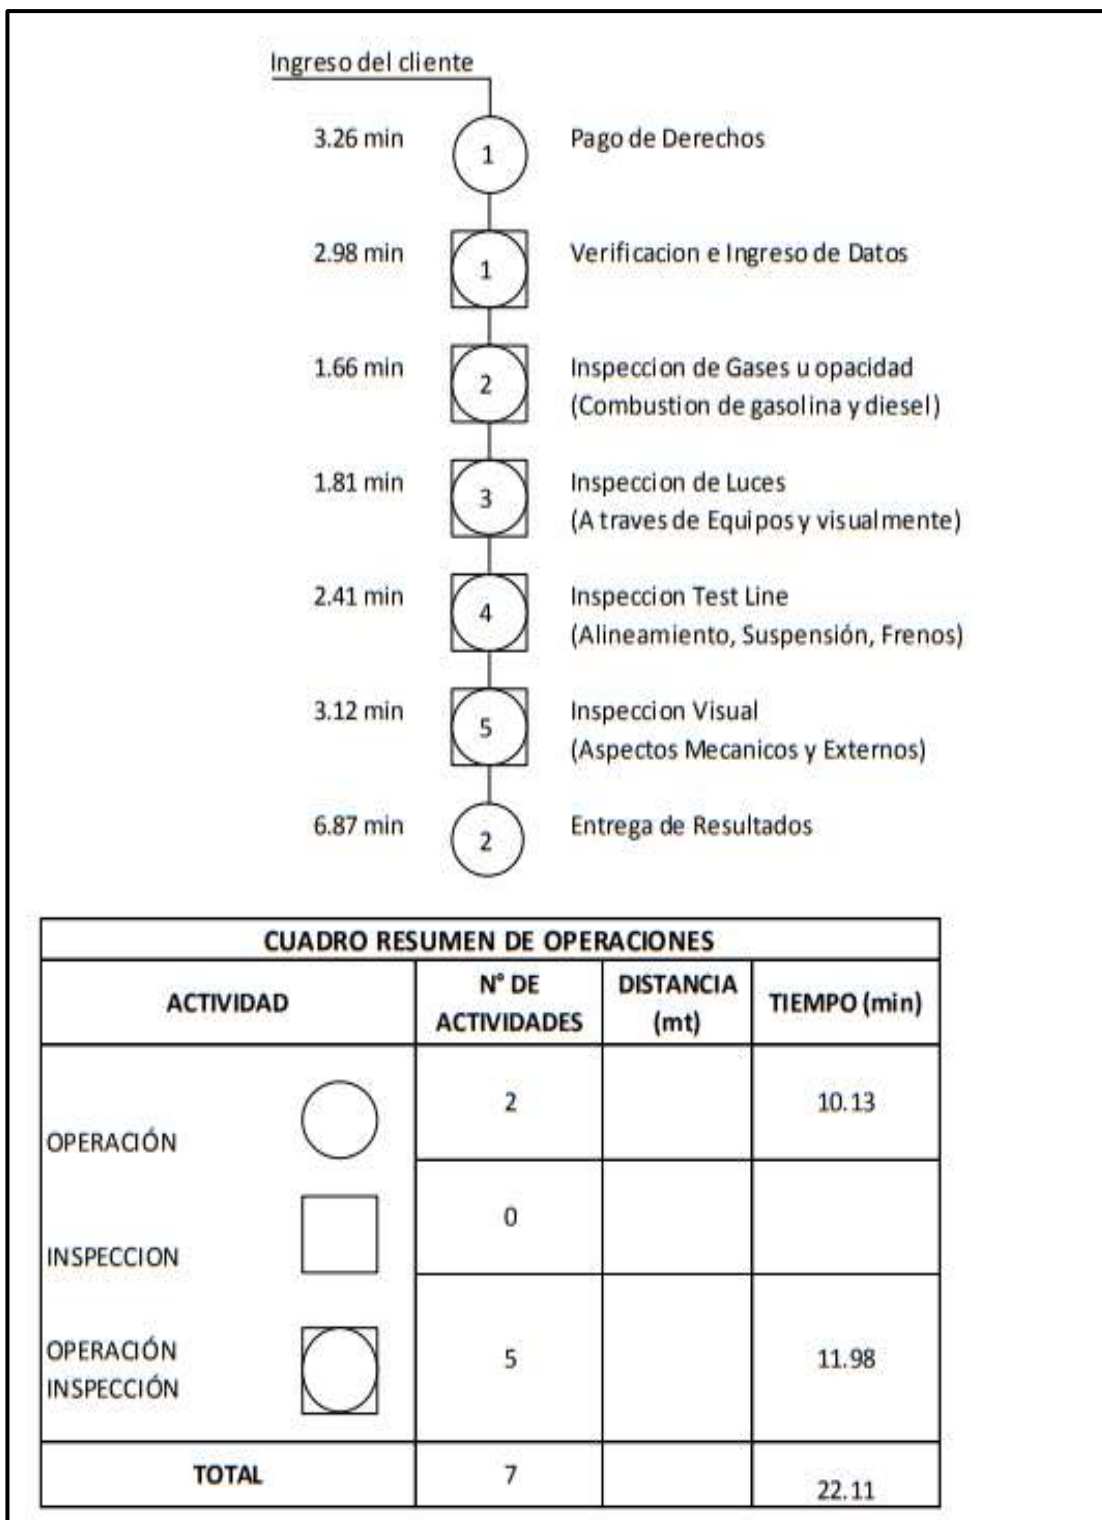 Ingreso del cliente
3.26 min 1 Pago de Derechos
2.98 min 1 Verificacion e Ingreso de Datos
1.66 min 2 Inspeccion de Gases u opacidad
(Combustion de gasolina y diesel)
1.81 min 3 Inspeccion de Luces
(A traves de Equipos y visualmente)
2.41 min 4 Inspeccion Test Line
(Alineamiento, Suspensión, Frenos)
3.12 min 5 Inspeccion Visual
(Aspectos Mecanicos y Externos)
6.87 min 2 Entrega de Resultados
CUADRO RESUMEN DE OPERACIONES
ACTIVIDAD N° DE ACTIVIDADES DISTANCIA (mt) TIEMPO (min)
OPERACIÓN 2 10.13
INSPECCION 0
OPERACIÓN INSPECCIÓN 5 11.98
TOTAL 7 22.11